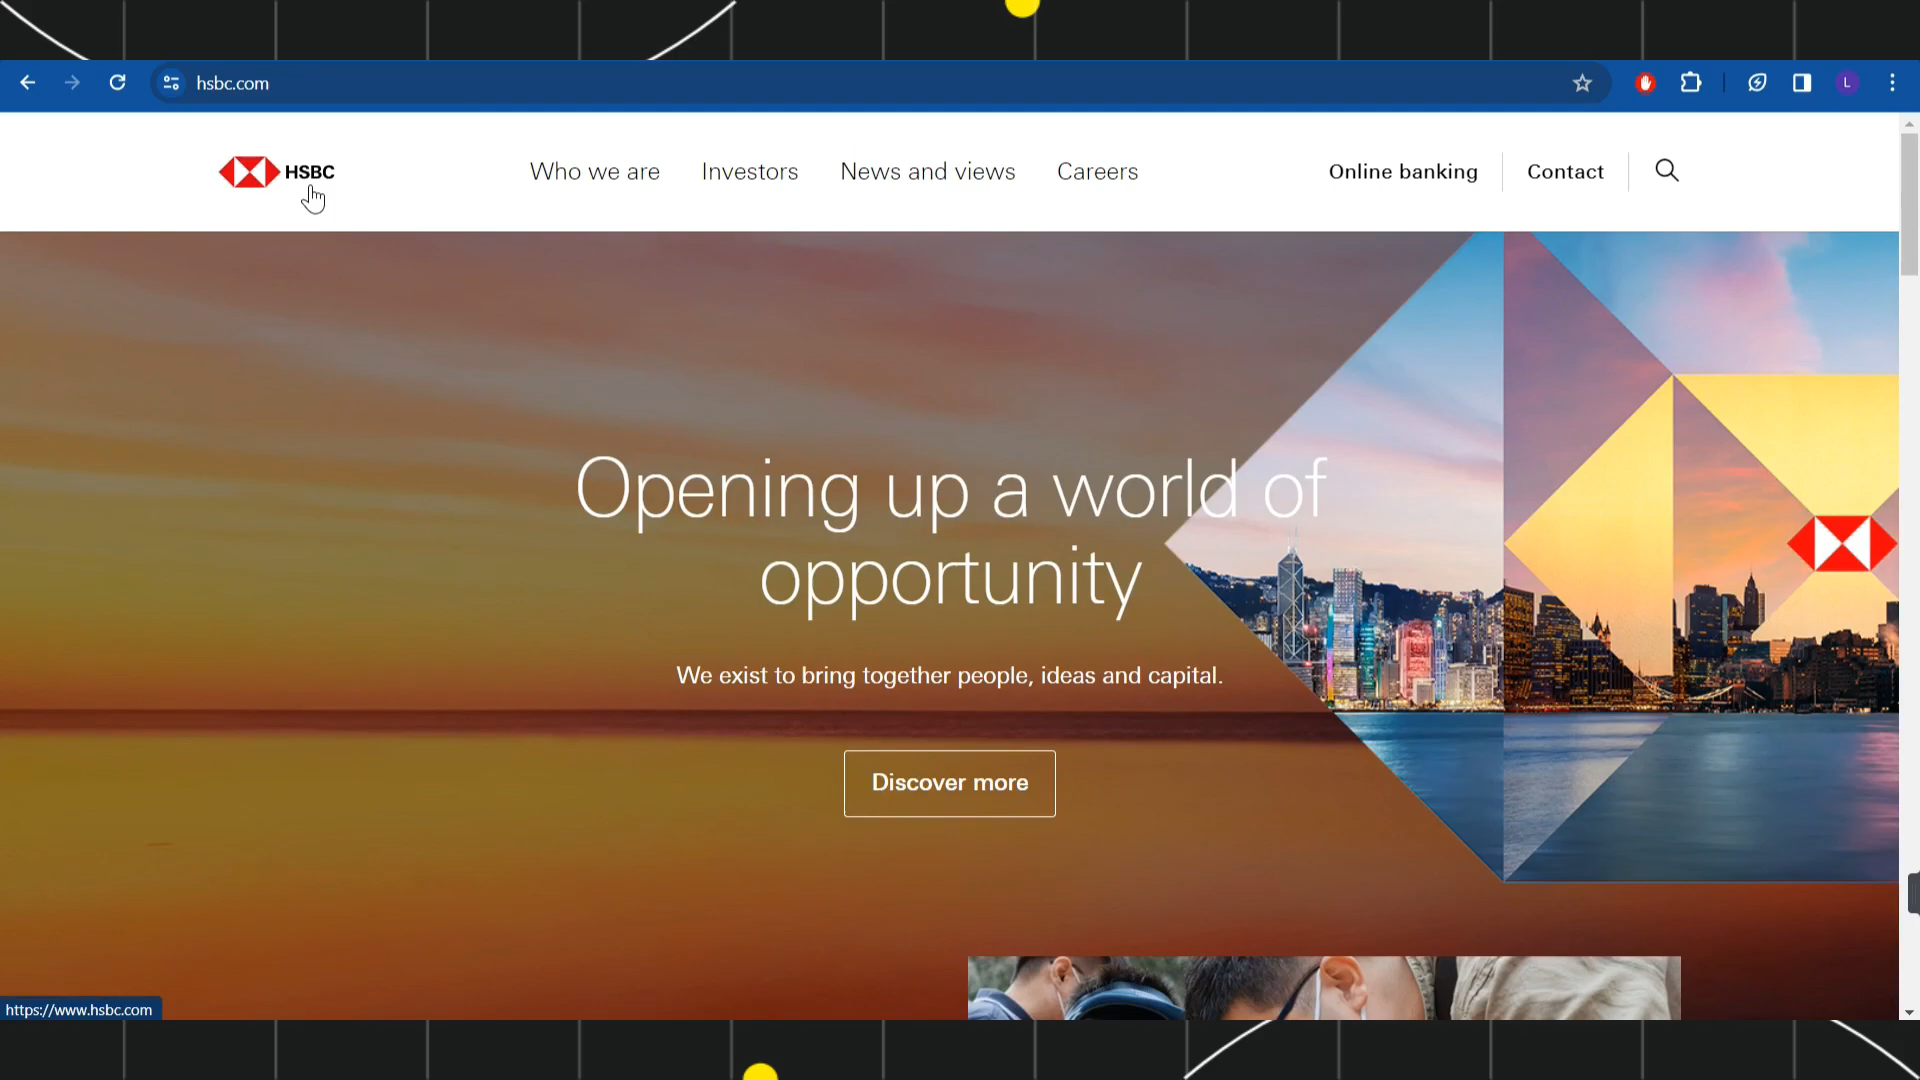 hsbc.com
L
HSBC
Who we are
Investors
News and views
Careers
Online banking
Contact
Opening up a world of
opportunity
We exist to bring together people, ideas and capital.
Discover more
https://www.hsbc.com